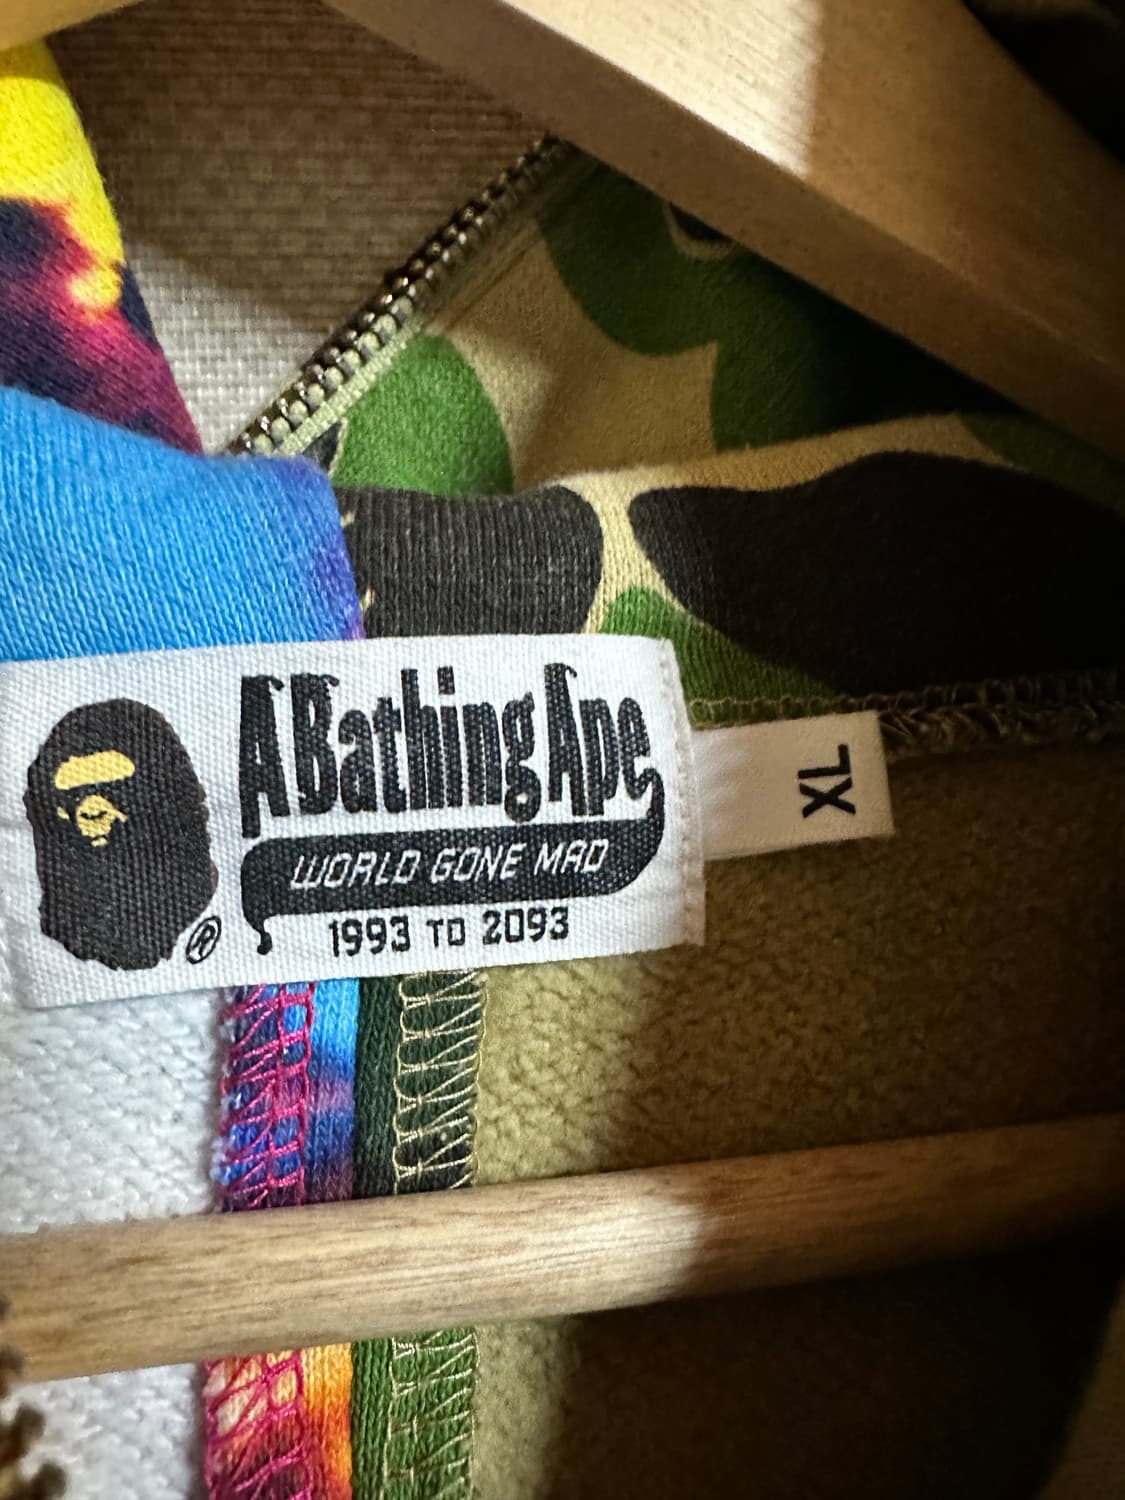 A Bathing Ape
WORLD GONE MAD
1993 TO 2093
®
XL